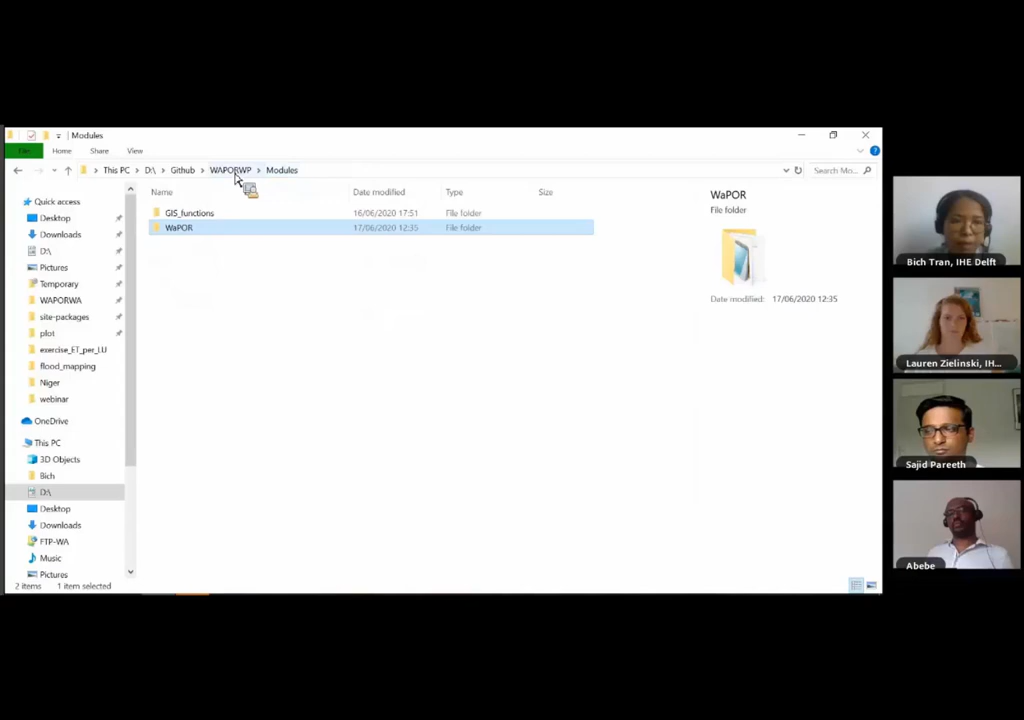 Modules
File Home Share View
This PC > D:\ > Github > WAPORWP > Modules
Search Mo...
Name Date modified Type Size
GIS_functions 16/06/2020 17:51 File folder
WaPOR 17/06/2020 12:35 File folder
WaPOR
File folder
Date modified: 17/06/2020 12:35
Quick access
Desktop
Downloads
D:\
Pictures
Temporary
WAPORWA
site-packages
plot
exercise_ET_per_LU
flood_mapping
Niger
webinar
OneDrive
This PC
3D Objects
Bich
D:\
Desktop
Downloads
FTP-WA
Music
Pictures
2 items 1 item selected
Bich Tran, IHE Delft
Lauren Zielinski, IH...
Sajid Pareeth
Abebe